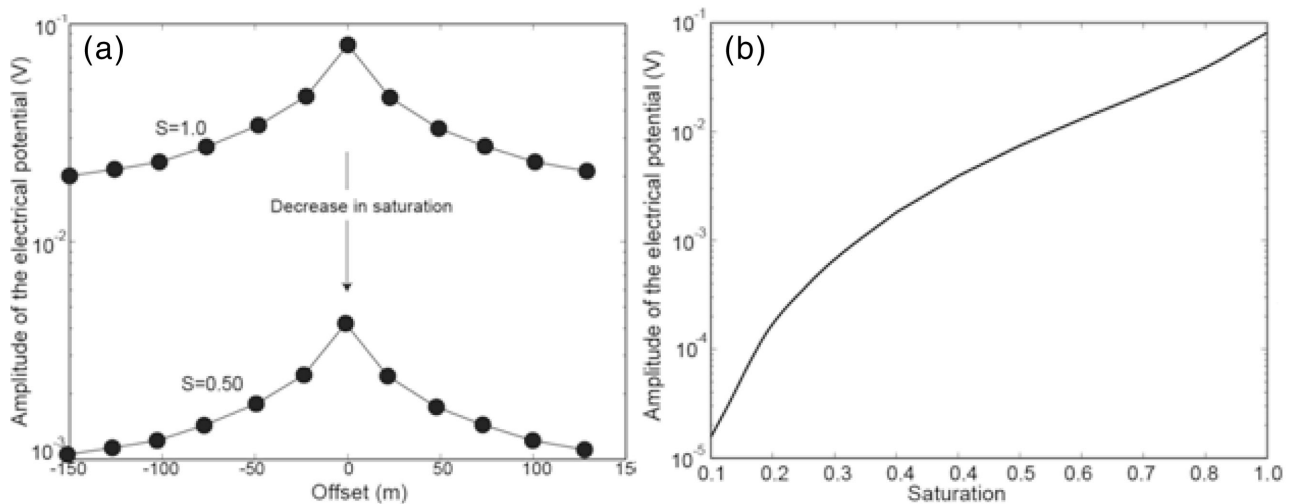 (a)
Amplitude of the electrical potential (V)
10-1
10-2
10-3
S=1.0
Decrease in saturation
S=0.50
-150 -100 -50 0 50 100 15
Offset (m)
(b)
Amplitude of the electrical potential (V)
10-1
10-2
10-3
10-4
10-5
0.1 0.2 0.3 0.4 0.4 0.5 0.6 0.7 0.8 1.0
Saturation